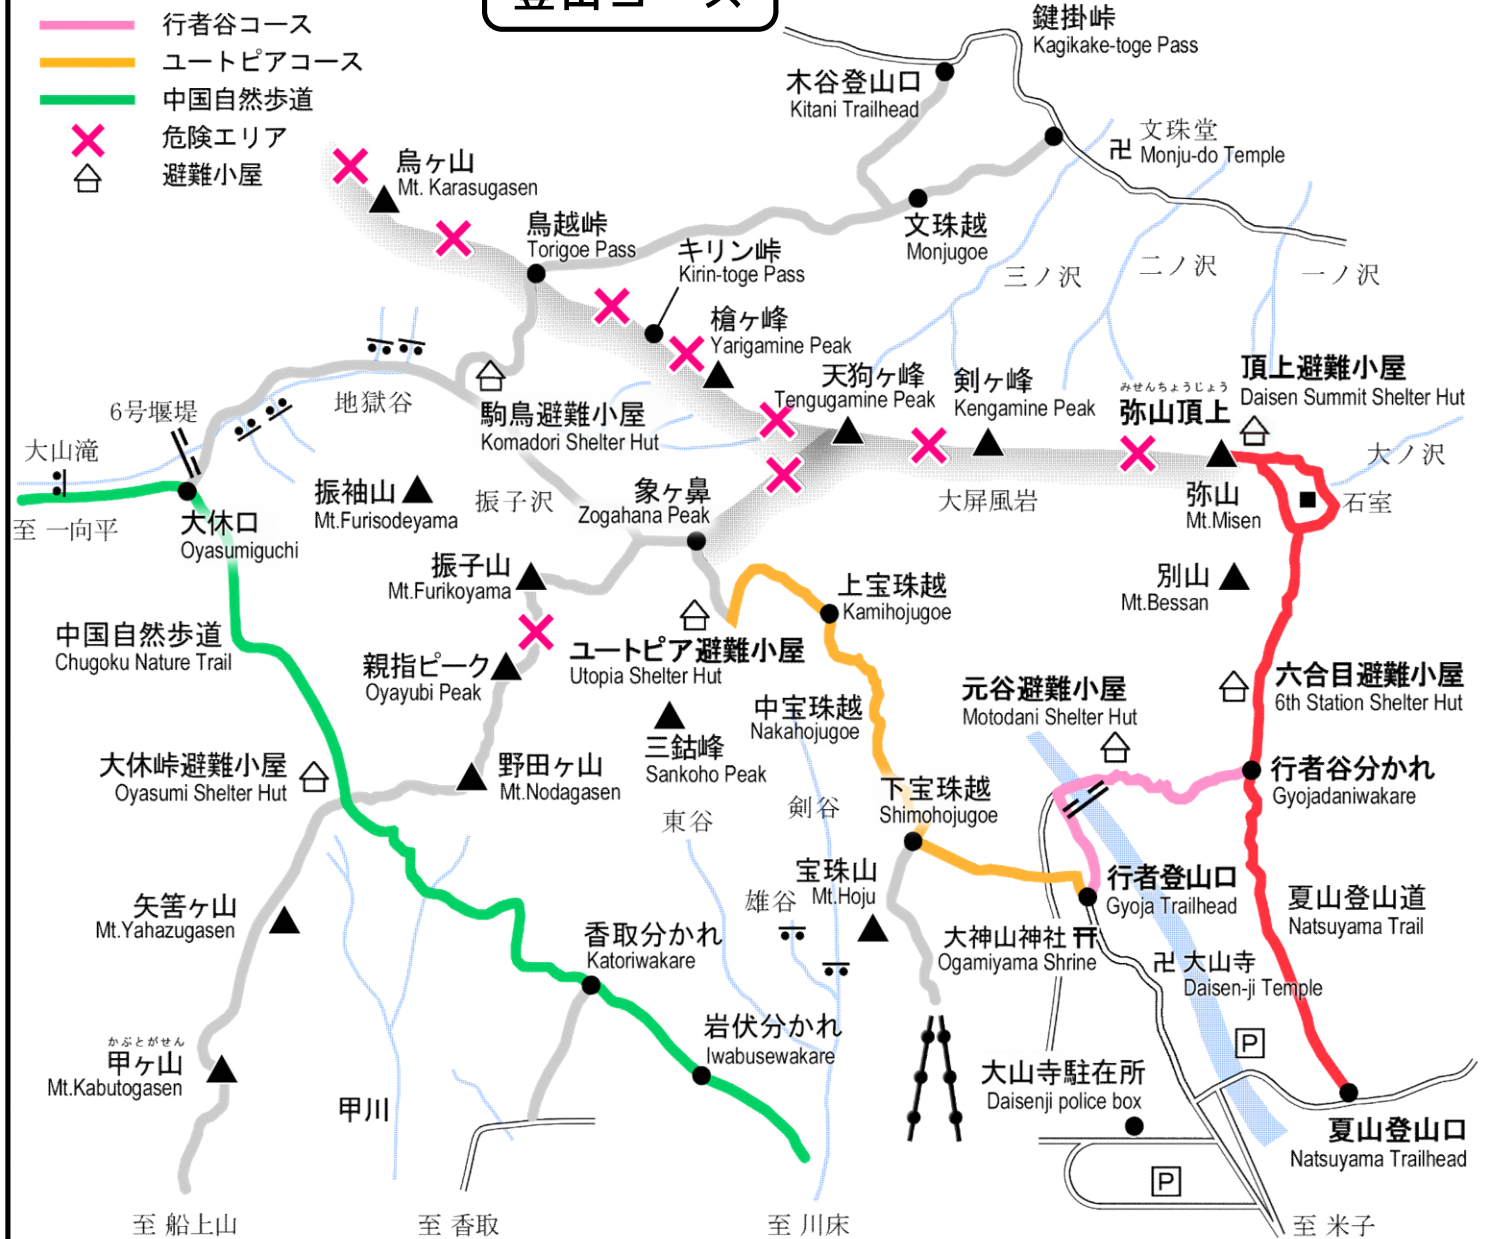 登山コース
行者谷コース
ユートピアコース
中国自然歩道
危険エリア
避難小屋
鍵掛峠
Kagikake-toge Pass
木谷登山口
Kitani Trailhead
文珠堂
卍 Monju-do Temple
烏ヶ山
Mt. Karasugasen
鳥越峠
Torigoe Pass
文珠越
Monjugoe
キリン峠
Kirin-toge Pass
三ノ沢
二ノ沢
一ノ沢
槍ヶ峰
Yarigamine Peak
天狗ヶ峰
Tengugamine Peak
剣ヶ峰
Kengamine Peak
みせんちょうじょう
弥山頂上
頂上避難小屋
Daisen Summit Shelter Hut
地獄谷
6号堰堤
駒鳥避難小屋
Komadori Shelter Hut
大山滝
大ノ沢
振袖山
Mt.Furisodeyama
振子沢
象ヶ鼻
Zogahana Peak
大屏風岩
弥山
Mt.Misen
石室
至 一向平
大休口
Oyasumiguchi
振子山
Mt.Furikoyama
上宝珠越
Kamihojugoe
別山
Mt.Bessan
中国自然歩道
Chugoku Nature Trail
親指ピーク
Oyayubi Peak
ユートピア避難小屋
Utopia Shelter Hut
元谷避難小屋
Motodani Shelter Hut
六合目避難小屋
6th Station Shelter Hut
中宝珠越
Nakahojugoe
三鈷峰
Sankoho Peak
大休峠避難小屋
Oyasumi Shelter Hut
野田ヶ山
Mt.Nodagasen
行者谷分かれ
Gyojadaniwakare
東谷
剣谷
下宝珠越
Shimohojugoe
宝珠山
Mt.Hoju
雄谷
行者登山口
Gyoja Trailhead
夏山登山道
Natsuyama Trail
矢筈ヶ山
Mt.Yahazugasen
香取分かれ
Katoriwakare
大神山神社
Ogamiyama Shrine
卍 大山寺
Daisen-ji Temple
岩伏分かれ
Iwabusewakare
かぶとがせん
甲ヶ山
Mt.Kabutogasen
P
大山寺駐在所
Daisenji police box
甲川
夏山登山口
Natsuyama Trailhead
P
至 船上山
至 香取
至 川床
至 米子